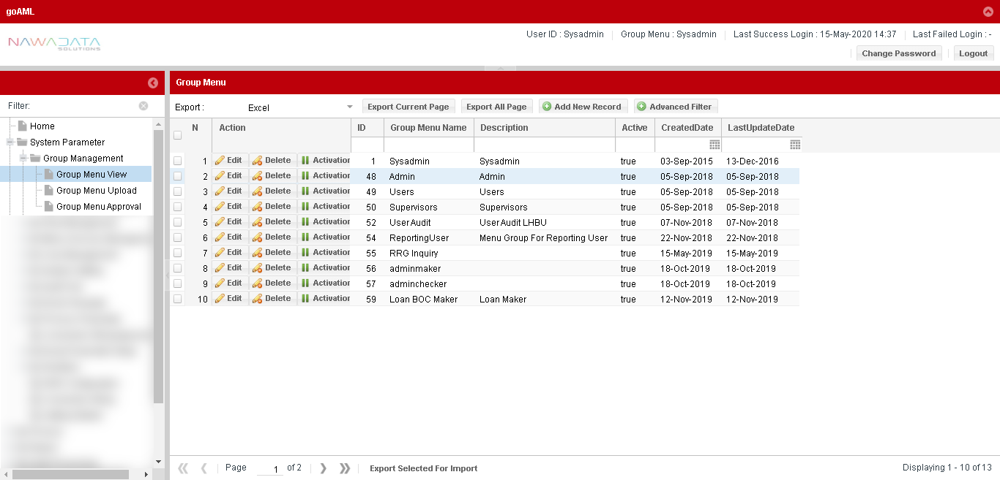 goAML
NAWADATA
SOLUTIONS
User ID : Sysadmin Group Menu : Sysadmin Last Success Login : 15-May-2020 14:37 Last Failed Login : -
Change Password Logout
Filter:
Home
System Parameter
Group Management
Group Menu View
Group Menu Upload
Group Menu Approval
Group Menu
Export : Excel Export Current Page Export All Page Add New Record Advanced Filter
N Action ID Group Menu Name Description Active CreatedDate LastUpdateDate
1 Edit Delete Activation 1 Sysadmin Sysadmin true 03-Sep-2015 13-Dec-2016
2 Edit Delete Activation 48 Admin Admin true 05-Sep-2018 05-Sep-2018
3 Edit Delete Activation 49 Users Users true 05-Sep-2018 05-Sep-2018
4 Edit Delete Activation 50 Supervisors Supervisors true 05-Sep-2018 05-Sep-2018
5 Edit Delete Activation 52 User Audit User Audit LHBU true 07-Nov-2018 07-Nov-2018
6 Edit Delete Activation 54 ReportingUser Menu Group For Reporting User true 22-Nov-2018 22-Nov-2018
7 Edit Delete Activation 55 RRG Inquiry true 15-May-2019 15-May-2019
8 Edit Delete Activation 56 adminmaker true 18-Oct-2019 18-Oct-2019
9 Edit Delete Activation 57 adminchecker true 18-Oct-2019 18-Oct-2019
10 Edit Delete Activation 59 Loan BOC Maker Loan Maker true 12-Nov-2019 12-Nov-2019
Page 1 of 2 Export Selected For Import Displaying 1 - 10 of 13